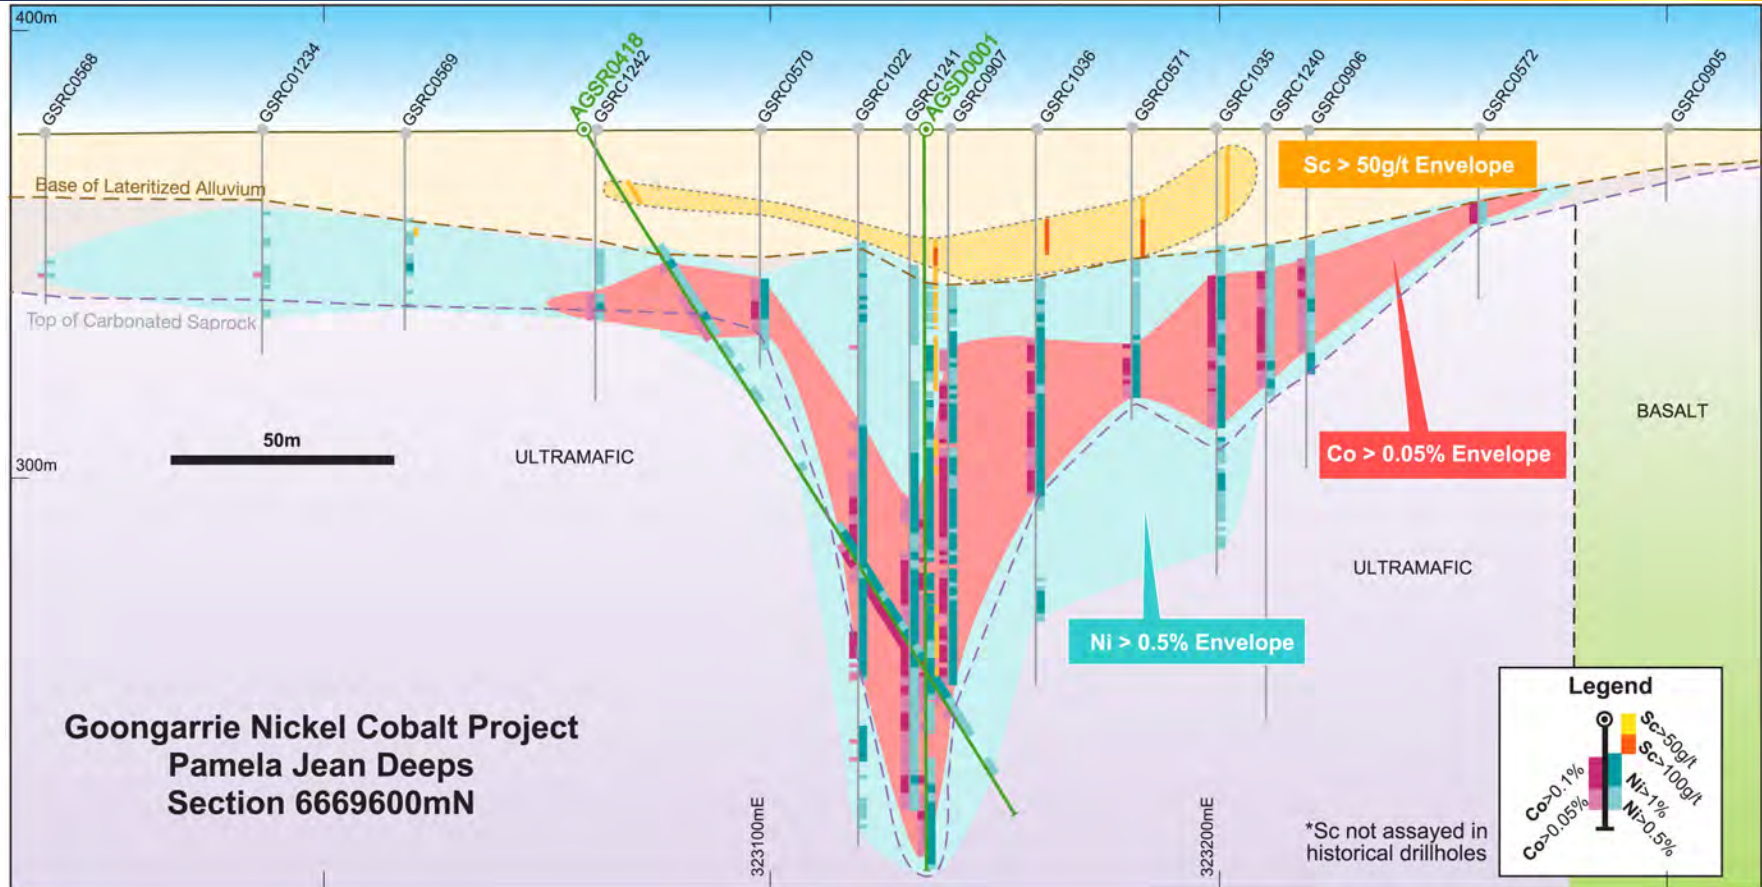 400m
GSRC0568
GSRC01234
GSRC0569
AGSR0418
GSRC1242
GSRC0570
GSRC1022
GSRC1241
AGSD0001
GSRC0907
GSRC1036
GSRC0571
GSRC1035
GSRC1240
GSRC0906
GSRC0572
GSRC0905
Sc > 50g/t Envelope
Base of Lateritized Alluvium
Top of Carbonated Saprock
50m
300m
ULTRAMAFIC
BASALT
Co > 0.05% Envelope
ULTRAMAFIC
Ni > 0.5% Envelope
Goongarrie Nickel Cobalt Project
Pamela Jean Deeps
Section 6669600mN
323100mE
323200mE
*Sc not assayed in
historical drillholes
Legend
Sc>50g/t
Sc>100g/t
Co>0.1%
Co>0.05%
Ni>1%
Ni>0.5%